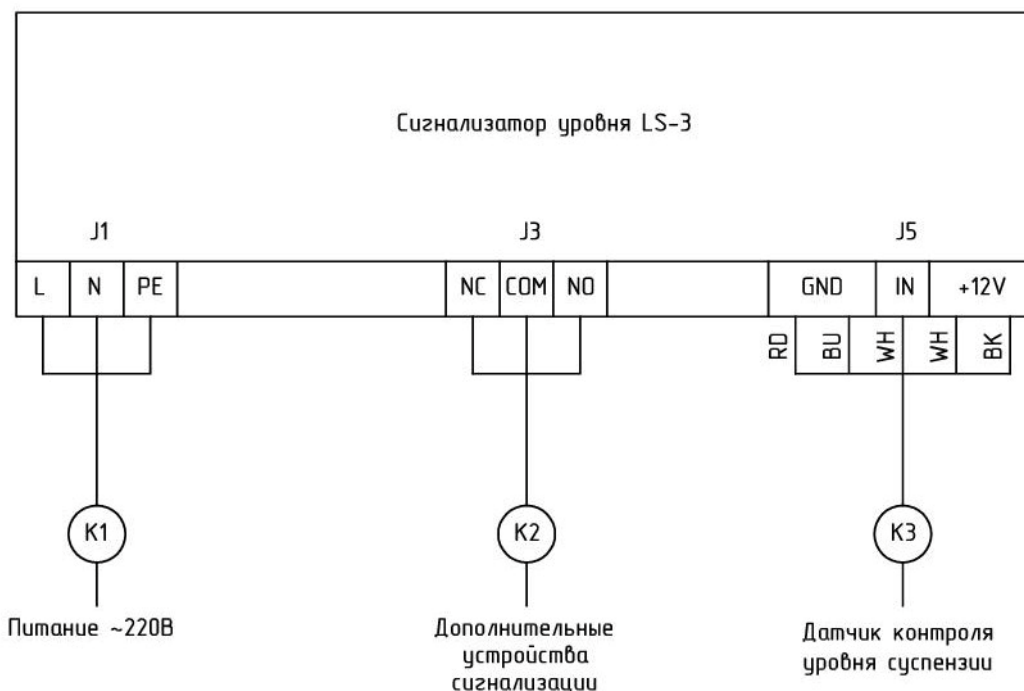 Сигнализатор уровня LS-3
J1 J3 J5
L N PE NC COM NO GND IN +12V
RD BU WH WH BK
K1 K2 K3
Питание ~220В
Дополнительные
устройства
сигнализации
Датчик контроля
уровня суспензии